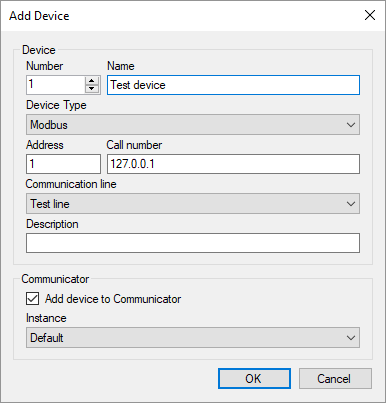 Add Device
Device
Number Name
1 Test device
Device Type
Modbus
Address Call number
1 127.0.0.1
Communication line
Test line
Description
Communicator
Add device to Communicator
Instance
Default
OK Cancel